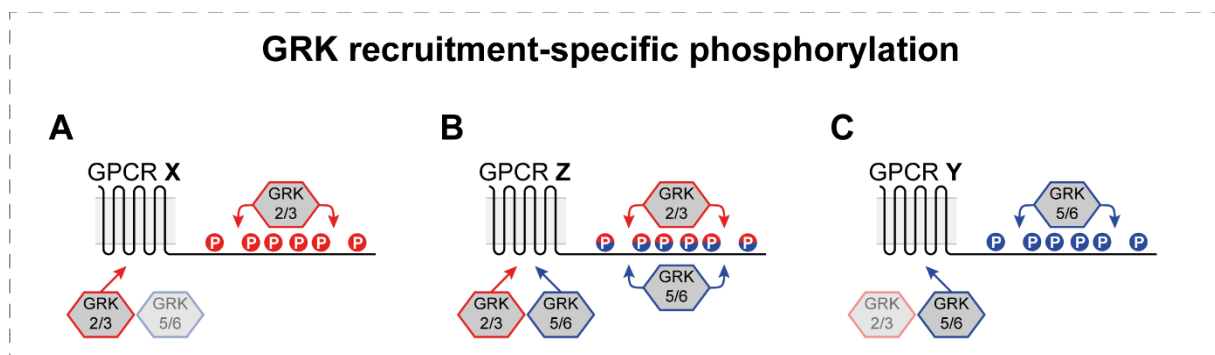 GRK recruitment-specific phosphorylation
A
GPCR X
GRK
2/3
P P P P P P
GRK
2/3
GRK
5/6
B
GPCR Z
GRK
2/3
P P P P P P
GRK
5/6
GRK
2/3
GRK
5/6
C
GPCR Y
GRK
5/6
P P P P P P
GRK
2/3
GRK
5/6